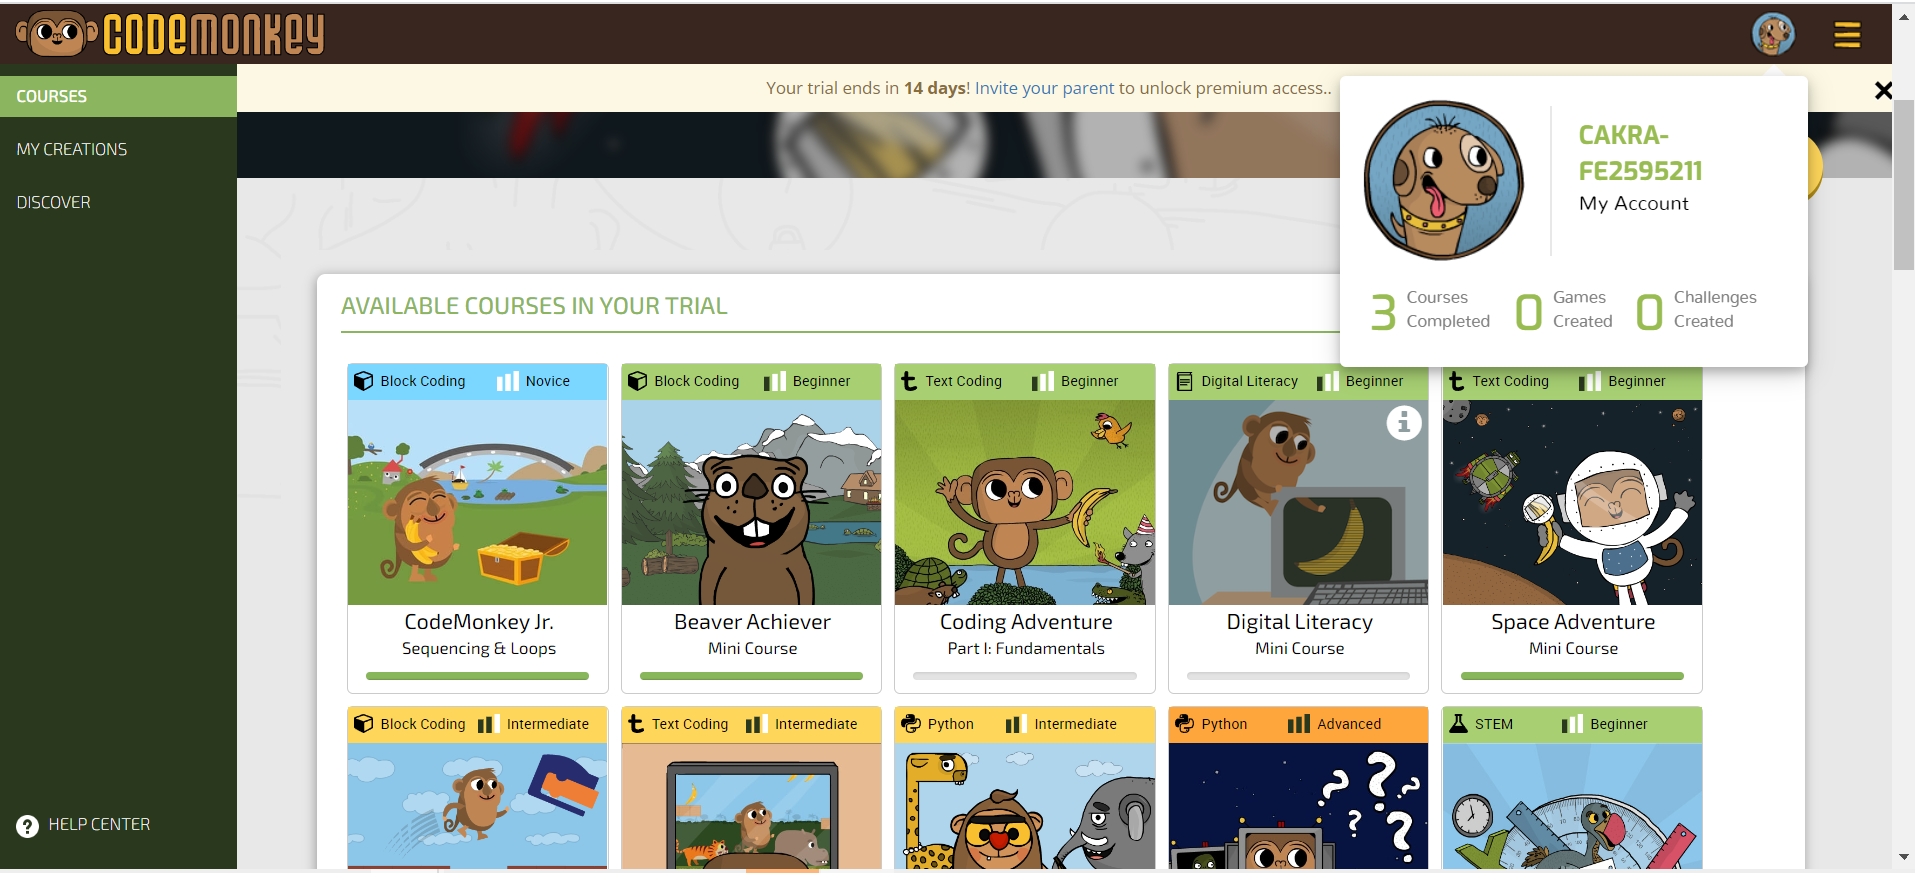 CODEMONKEY
COURSES
MY CREATIONS
DISCOVER
HELP CENTER
Your trial ends in 14 days! Invite your parent to unlock premium access..
CAKRA-
FE2595211
My Account
3 Courses Completed
0 Games Created
0 Challenges Created
AVAILABLE COURSES IN YOUR TRIAL
Block Coding Novice
CodeMonkey Jr.
Sequencing & Loops
Block Coding Beginner
Beaver Achiever
Mini Course
Text Coding Beginner
Coding Adventure
Part I: Fundamentals
Digital Literacy Beginner
Digital Literacy
Mini Course
Text Coding Beginner
Space Adventure
Mini Course
Block Coding Intermediate
Text Coding Intermediate
Python Intermediate
Python Advanced
STEM Beginner